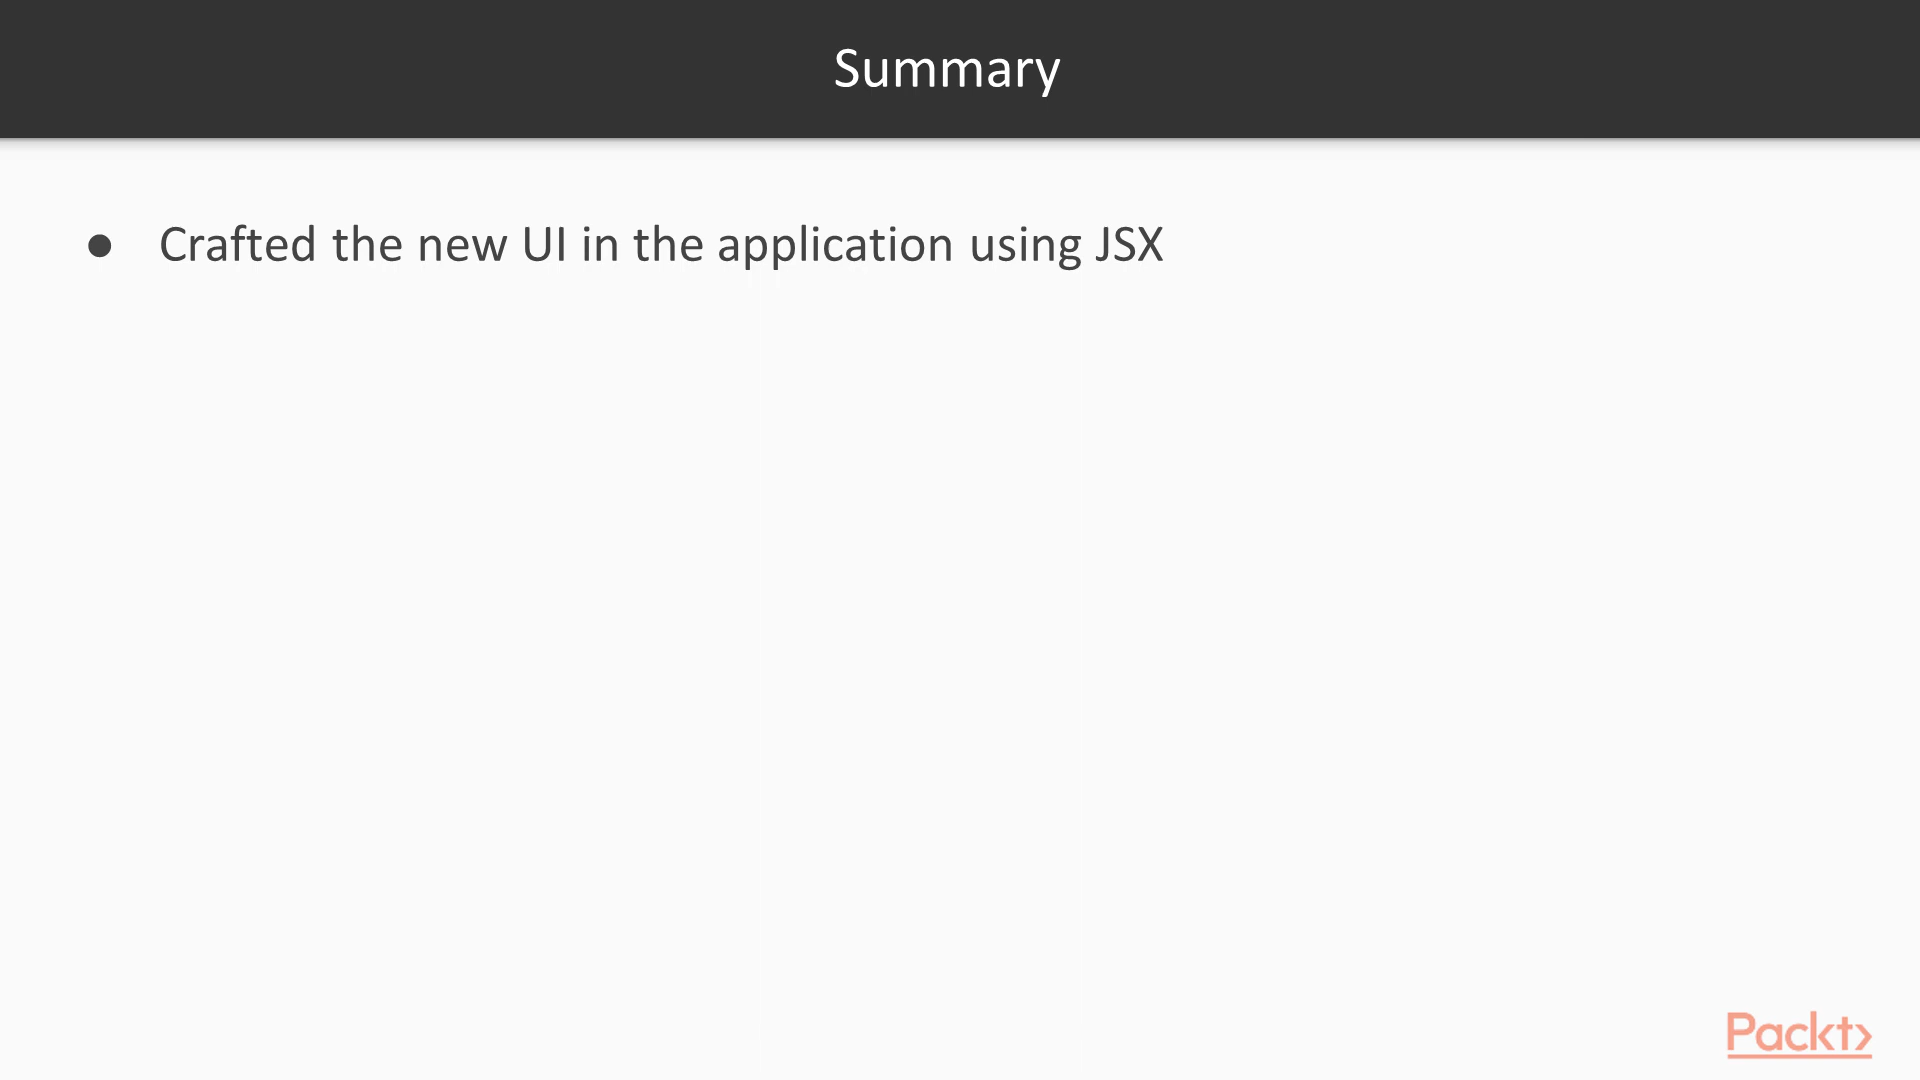 Summary
● Crafted the new UI in the application using JSX
Packt>